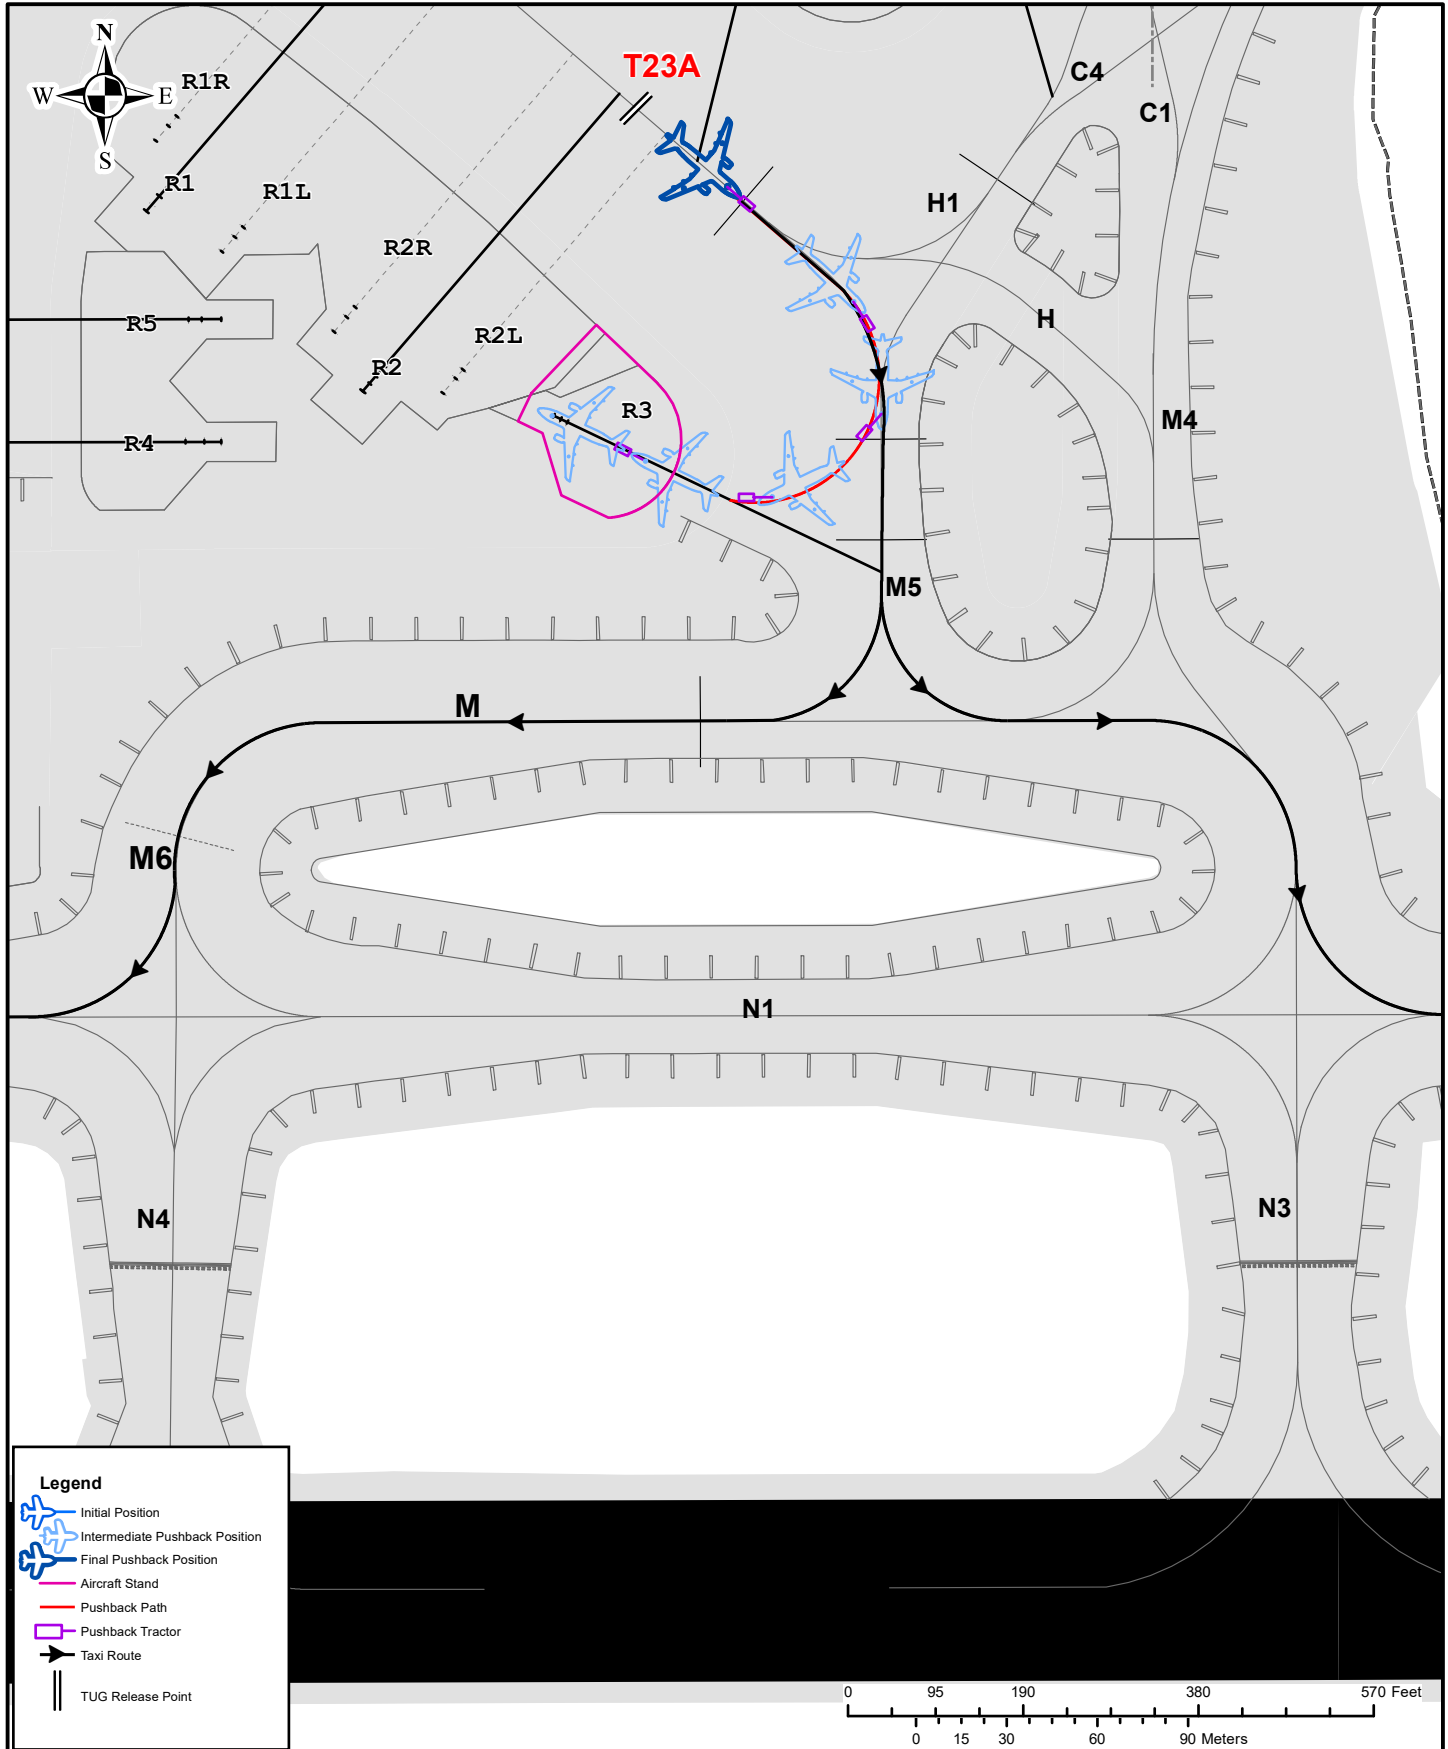 N
W E
S
T23A
R1R
R1
R1L
R2R
R5
R2L
R2
R3
R4
C4
C1
H1
H
M4
M5
M
M6
N1
N4
N3
Legend
Initial Position
Intermediate Pushback Position
Final Pushback Position
Aircraft Stand
Pushback Path
Pushback Tractor
Taxi Route
TUG Release Point
0 95 190 380 570 Feet
0 15 30 60 90 Meters